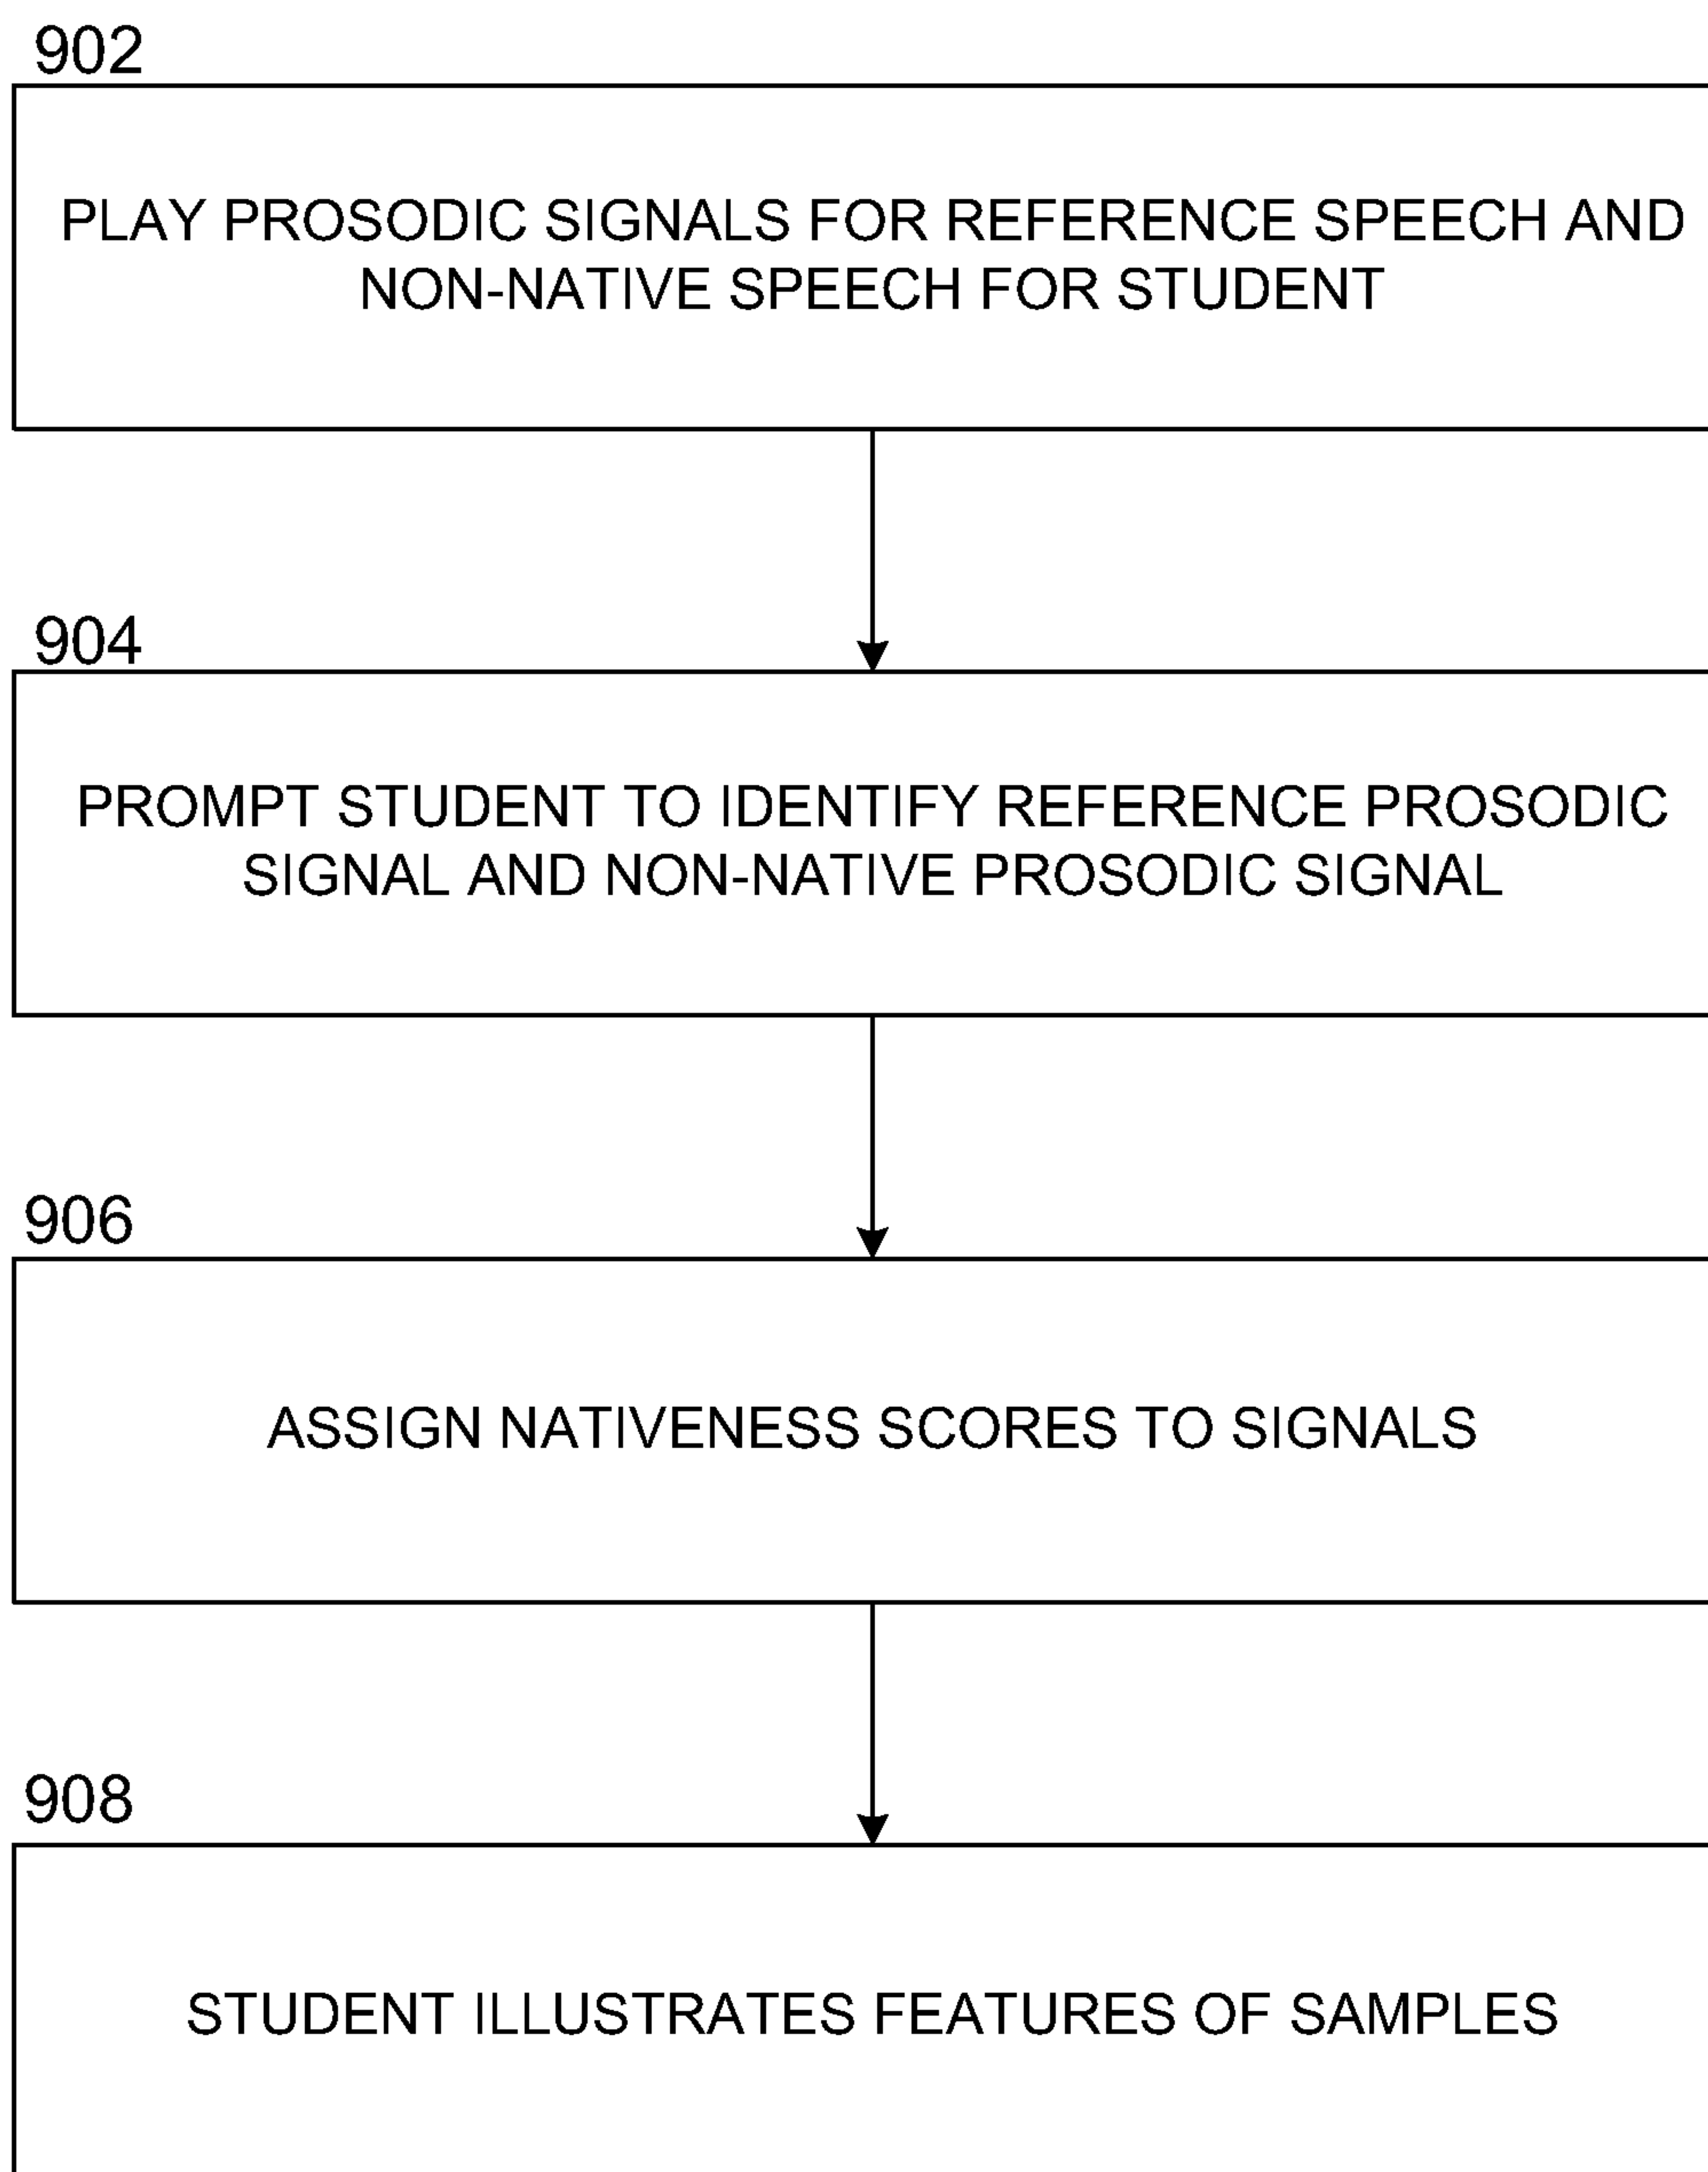 902
PLAY PROSODIC SIGNALS FOR REFERENCE SPEECH AND
NON-NATIVE SPEECH FOR STUDENT
904
PROMPT STUDENT TO IDENTIFY REFERENCE PROSODIC
SIGNAL AND NON-NATIVE PROSODIC SIGNAL
906
ASSIGN NATIVENESS SCORES TO SIGNALS
908
STUDENT ILLUSTRATES FEATURES OF SAMPLES